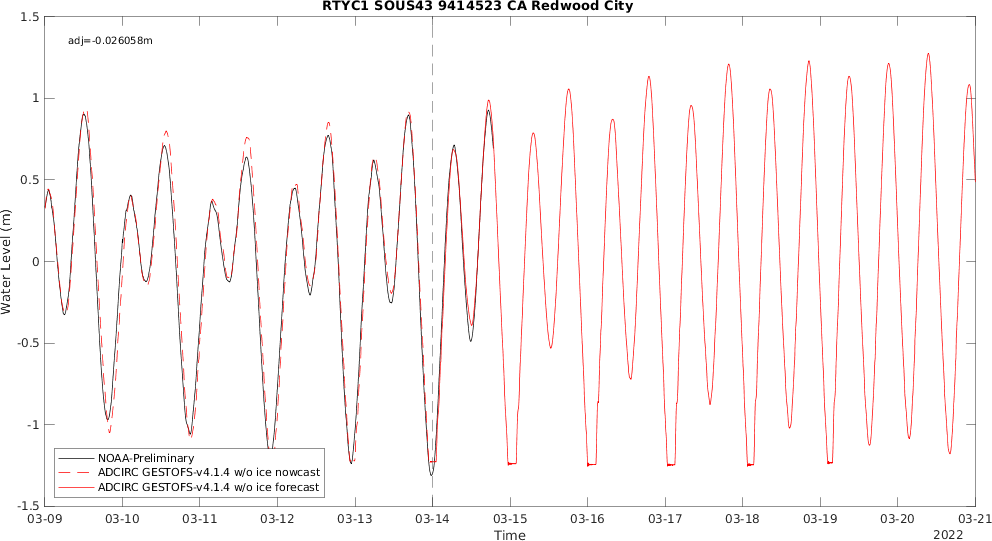 RTYC1 SOUS43 9414523 CA Redwood City
adj=-0.026058m
1.5
1
0.5
0
-0.5
-1
-1.5
Water Level (m)
NOAA-Preliminary
ADCIRC GESTOFS-v4.1.4 w/o ice nowcast
ADCIRC GESTOFS-v4.1.4 w/o ice forecast
03-09 03-10 03-11 03-12 03-13 03-14 03-15 03-16 03-17 03-18 03-19 03-20 03-21
Time
2022